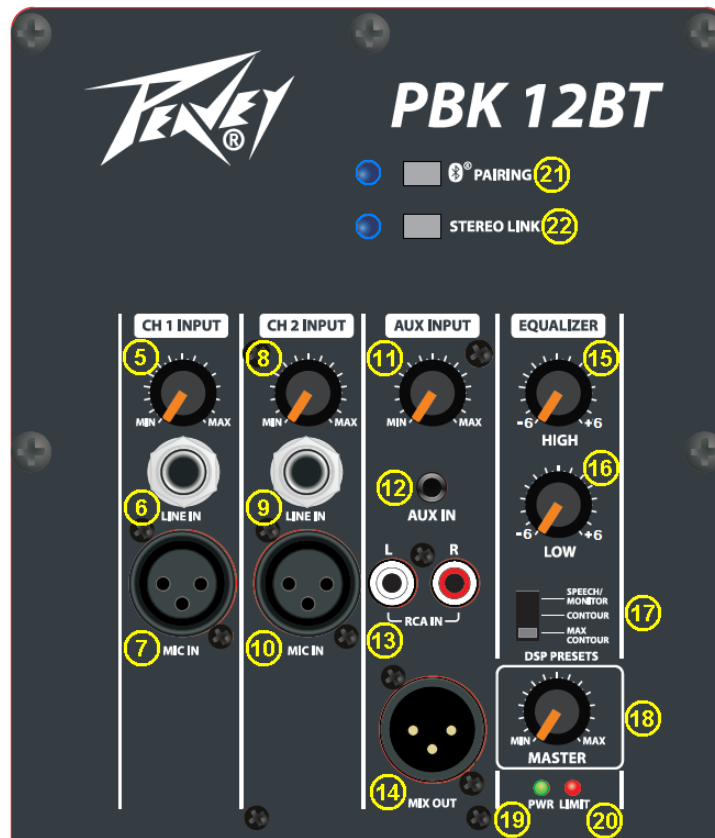 PEAVEY
®
PBK 12BT
®
PAIRING
21
STEREO LINK
22
CH 1 INPUT
CH 2 INPUT
AUX INPUT
EQUALIZER
5
8
11
15
MIN
MAX
MIN
MAX
MIN
MAX
-6
+6
HIGH
6
LINE IN
9
LINE IN
12
AUX IN
16
-6
+6
LOW
L
R
RCA IN
13
7
MIC IN
10
MIC IN
SPEECH/
MONITOR
CONTOUR
MAX
CONTOUR
17
DSP PRESETS
MIN
MAX
MASTER
18
14
MIX OUT
19
PWR
LIMIT
20